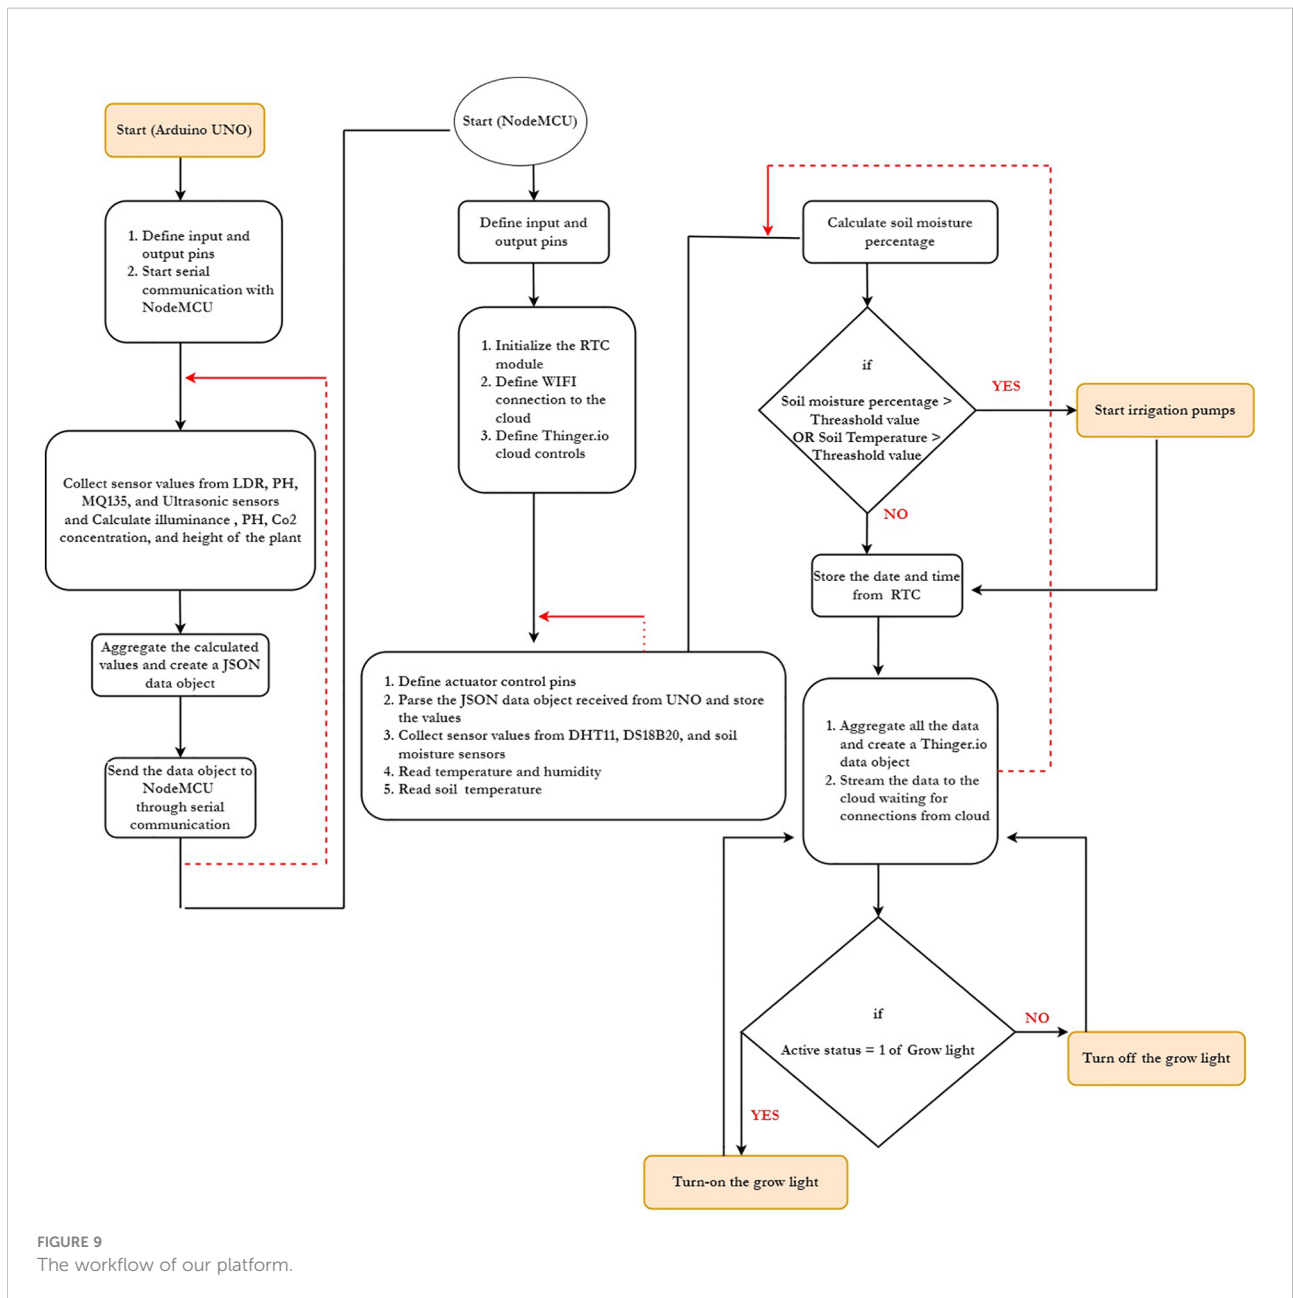 Start (Arduino UNO)
1. Define input and
output pins
2. Start serial
communication with
NodeMCU
Collect sensor values from LDR, PH,
MQ135, and Ultrasonic sensors
and Calculate illuminance , PH, Co2
concentration, and height of the plant
Aggregate the calculated
values and create a JSON
data object
Send the data object to
NodeMCU
through serial
communication
Start (NodeMCU)
Define input and
output pins
1. Initialize the RTC
module
2. Define WIFI
connection to the
cloud
3. Define Thinger.io
cloud controls
1. Define actuator control pins
2. Parse the JSON data object received from UNO and store
the values
3. Collect sensor values from DHT11, DS18B20, and soil
moisture sensors
4. Read temperature and humidity
5. Read soil temperature
Calculate soil moisture
percentage
if
Soil moisture percentage >
Threashold value
OR Soil Temperature >
Threashold value
YES
Start irrigation pumps
NO
Store the date and time
from RTC
1. Aggregate all the data
and create a Thinger.io
data object
2. Stream the data to the
cloud waiting for
connections from cloud
if
Active status = 1 of Grow light
NO
Turn off the grow light
YES
Turn-on the grow light
FIGURE 9
The workflow of our platform.